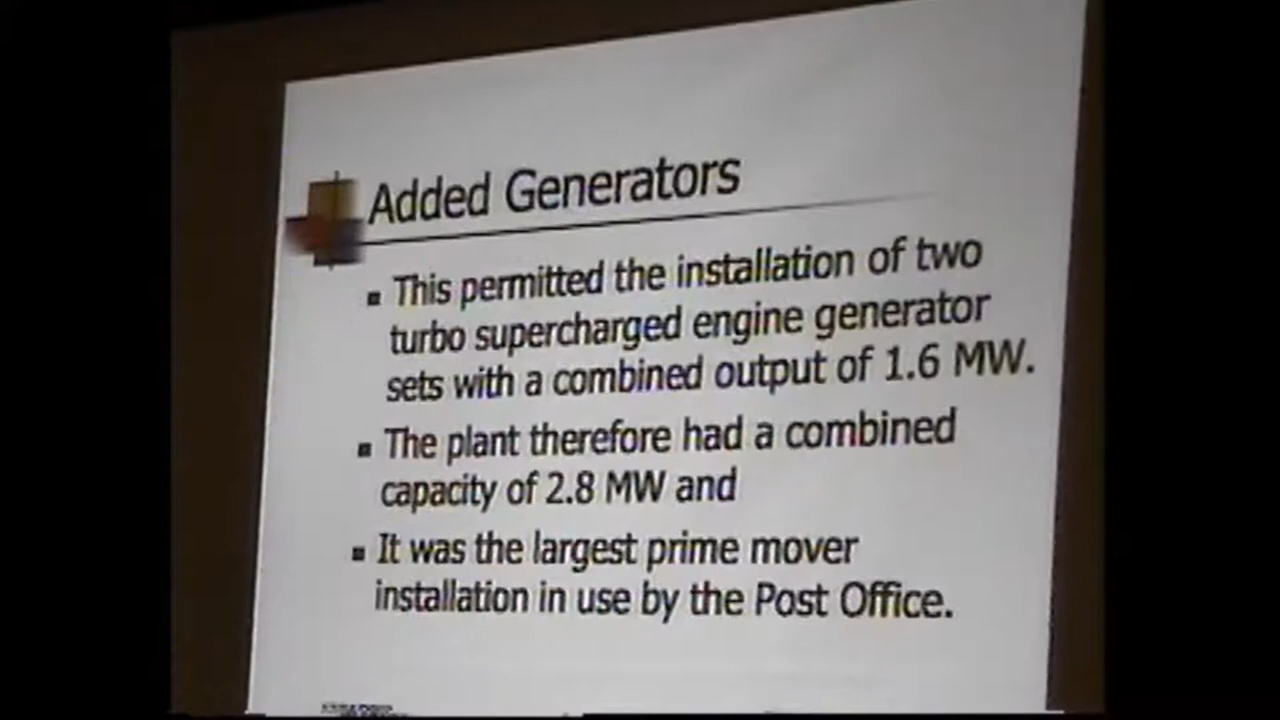 Added Generators
▪ This permitted the installation of two
turbo supercharged engine generator
sets with a combined output of 1.6 MW.
▪ The plant therefore had a combined
capacity of 2.8 MW and
▪ It was the largest prime mover
installation in use by the Post Office.